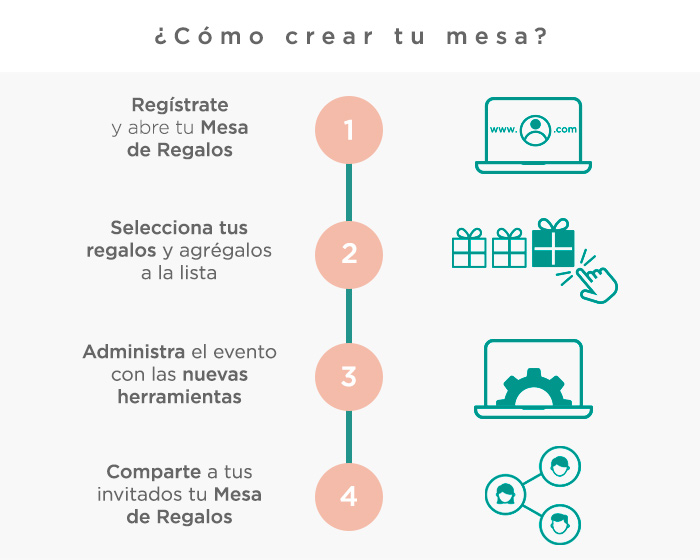 ¿Cómo crear tu mesa?
Regístrate
y abre tu Mesa
de Regalos
1
www. .com
Selecciona tus
regalos y agrégalos
a la lista
2
Administra el evento
con las nuevas
herramientas
3
Comparte a tus
invitados tu Mesa
de Regalos
4